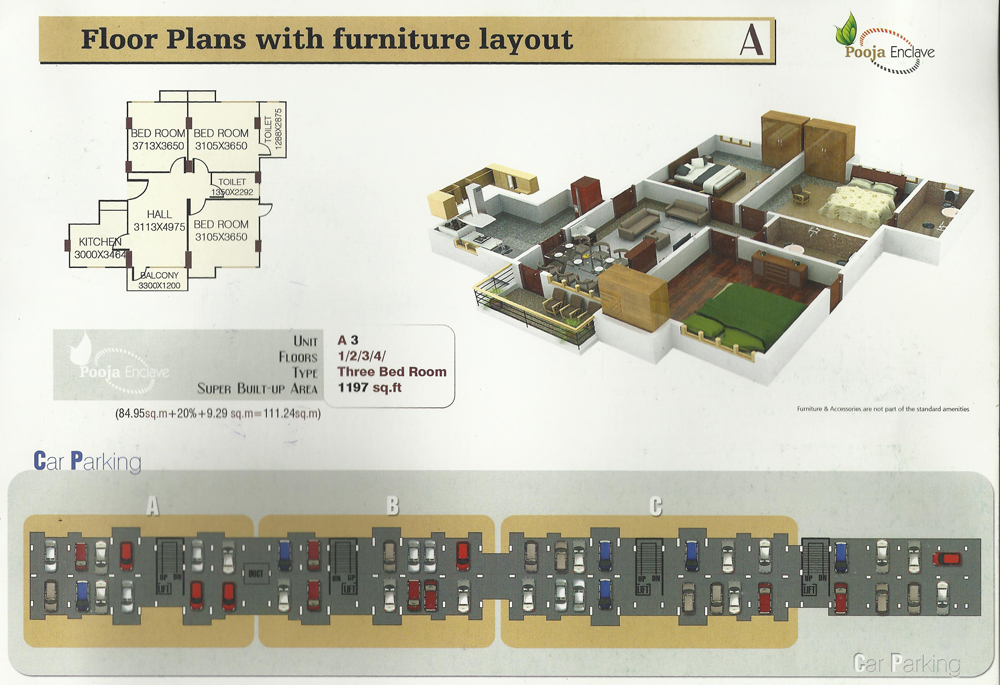 Floor Plans with furniture layout
A
Pooja Enclave
BED ROOM
3713X3650
BED ROOM
3105X3650
TOILET
1288X2875
TOILET
1350X2292
HALL
3113X4975
BED ROOM
3105X3650
KITCHEN
3000X3464
BALCONY
3300X1200
Pooja Enclave
Unit A 3
Floors 1/2/3/4/
Type Three Bed Room
Super Built-up Area 1197 sq.ft
(84.95sq.m+20%+9.29 sq.m=111.24sq.m)
Furniture & Accessories are not part of the standard amenities
Car Parking
A
B
C
UP DN
LIFT
DUCT
DN UP
LIFT
UP DN
LIFT
UP DN
LIFT
Car Parking